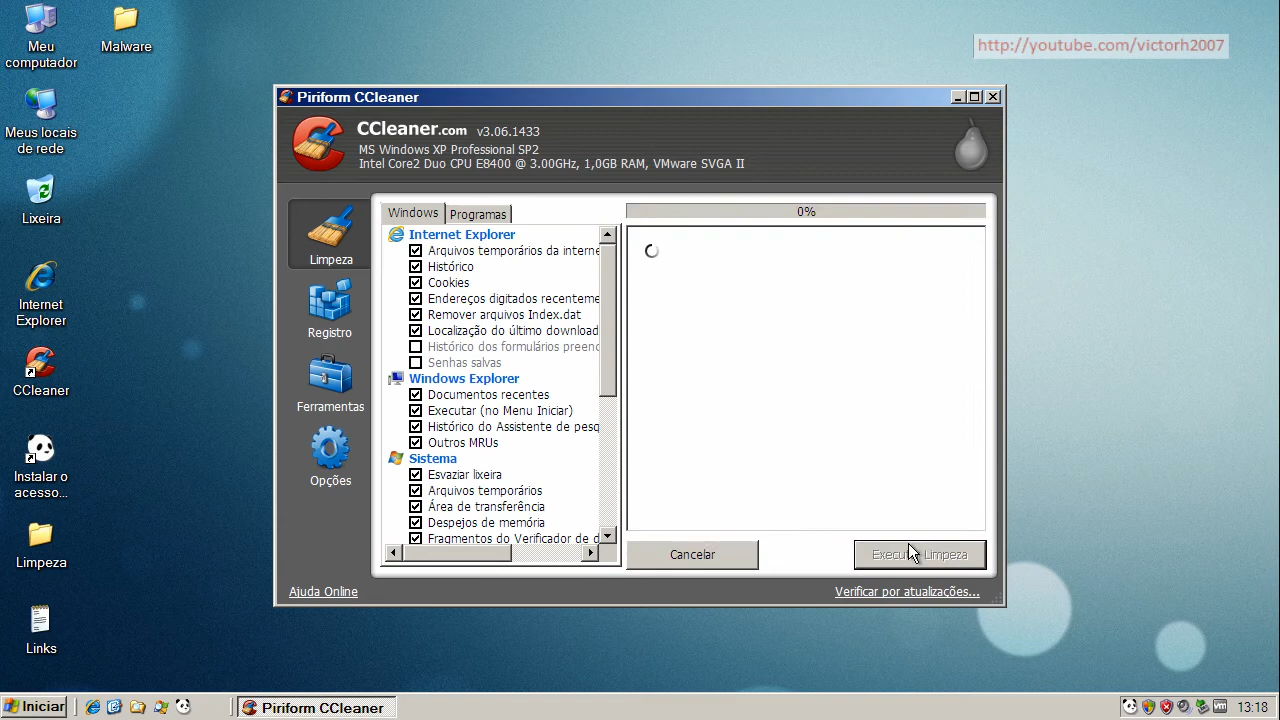 Meu
computador
Malware
Meus locais
de rede
Lixeira
Internet
Explorer
CCleaner
Instalar o
acesso...
Limpeza
Links
http://youtube.com/victorh2007
Piriform CCleaner
CCleaner.com v3.06.1433
MS Windows XP Professional SP2
Intel Core2 Duo CPU E8400 @ 3.00GHz, 1,0GB RAM, VMware SVGA II
Limpeza
Registro
Ferramentas
Opções
Windows
Programas
Internet Explorer
Arquivos temporários da interne
Histórico
Cookies
Endereços digitados recenteme
Remover arquivos Index.dat
Localização do último download
Histórico dos formulários preenc
Senhas salvas
Windows Explorer
Documentos recentes
Executar (no Menu Iniciar)
Histórico do Assistente de pesq
Outros MRUs
Sistema
Esvaziar lixeira
Arquivos temporários
Área de transferência
Despejos de memória
Fragmentos do Verificador de d
0%
Cancelar
Executar Limpeza
Ajuda Online
Verificar por atualizações...
Iniciar
Piriform CCleaner
vm
13:18